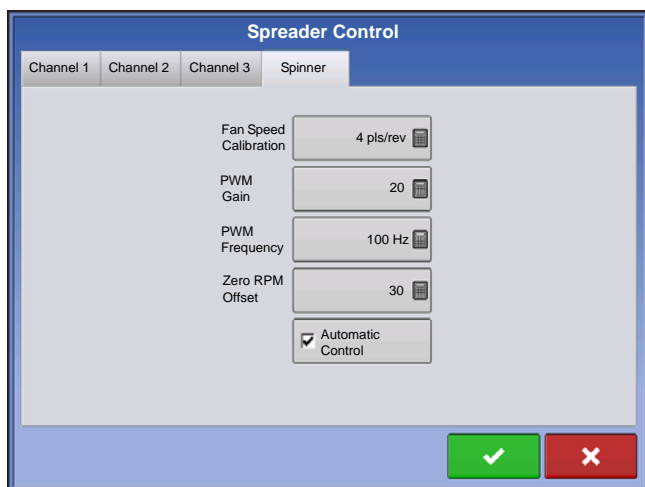 Spreader Control
Channel 1 Channel 2 Channel 3 Spinner
Fan Speed
Calibration
4 pls/rev
PWM
Gain
20
PWM
Frequency
100 Hz
Zero RPM
Offset
30
Automatic
Control